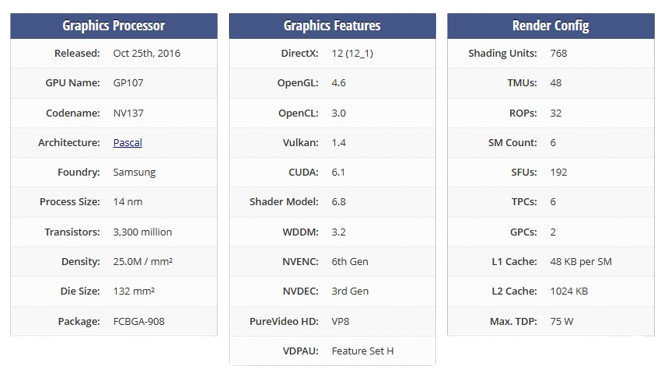 Graphics Processor
Released: Oct 25th, 2016
GPU Name: GP107
Codename: NV137
Architecture: Pascal
Foundry: Samsung
Process Size: 14 nm
Transistors: 3,300 million
Density: 25.0M / mm²
Die Size: 132 mm²
Package: FCBGA-908
Graphics Features
DirectX: 12 (12_1)
OpenGL: 4.6
OpenCL: 3.0
Vulkan: 1.4
CUDA: 6.1
Shader Model: 6.8
WDDM: 3.2
NVENC: 6th Gen
NVDEC: 3rd Gen
PureVideo HD: VP8
VDPAU: Feature Set H
Render Config
Shading Units: 768
TMUs: 48
ROPs: 32
SM Count: 6
SFUs: 192
TPCs: 6
GPCs: 2
L1 Cache: 48 KB per SM
L2 Cache: 1024 KB
Max. TDP: 75 W